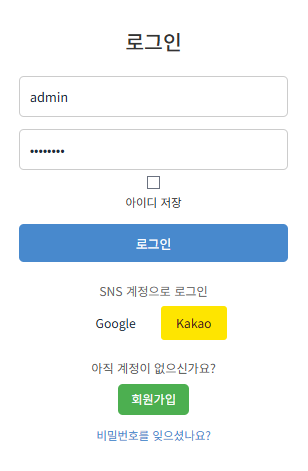 로그인
admin
••••••••
아이디 저장
로그인
SNS 계정으로 로그인
Google Kakao
아직 계정이 없으신가요?
회원가입
비밀번호를 잊으셨나요?